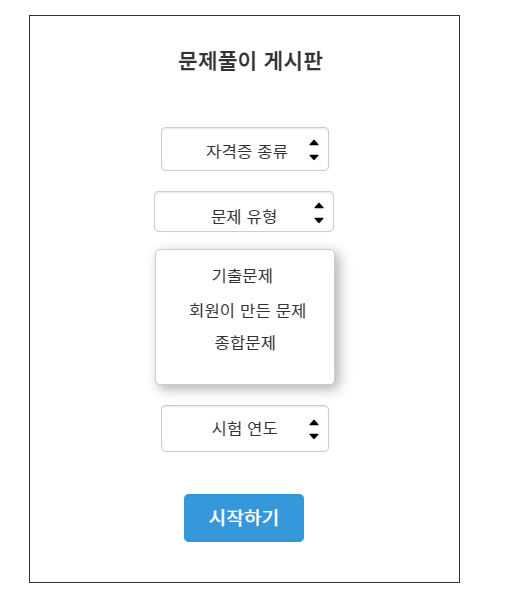 문제풀이 게시판
자격증 종류
문제 유형
기출문제
회원이 만든 문제
종합문제
시험 연도
시작하기